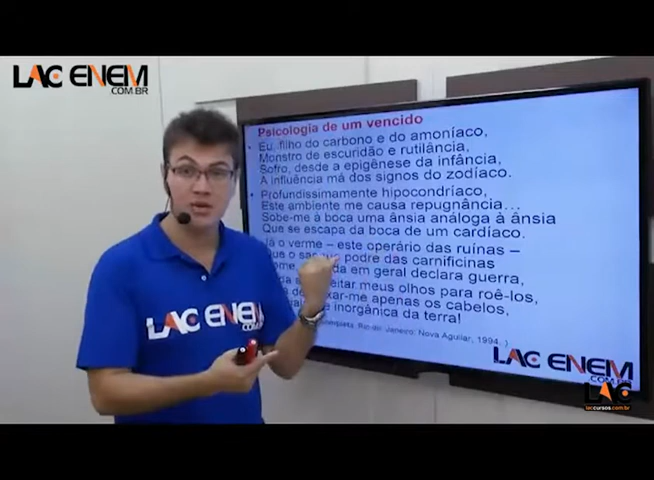 LAC ENEM
.COM.BR
Psicologia de um vencido
Eu, filho do carbono e do amoníaco,
Monstro de escuridão e rutilância,
Sofro, desde a epigênese da infância,
A influência má dos signos do zodíaco.
Profundissimamente hipocondríaco,
Este ambiente me causa repugnância…
Sobe-me à boca uma ânsia análoga à ânsia
Que se escapa da boca de um cardíaco.
Já o verme – este operário das ruínas –
Que o podre das carnificinas
em geral declara guerra,
meus olhos para roê-los,
-me apenas os cabelos,
inorgânica da terra!
Rio de Janeiro: Nova Aguilar, 1994.)
LAC ENEM
.COM.BR
LAC ENEM
.COM.BR
LAC
laccursos.com.br